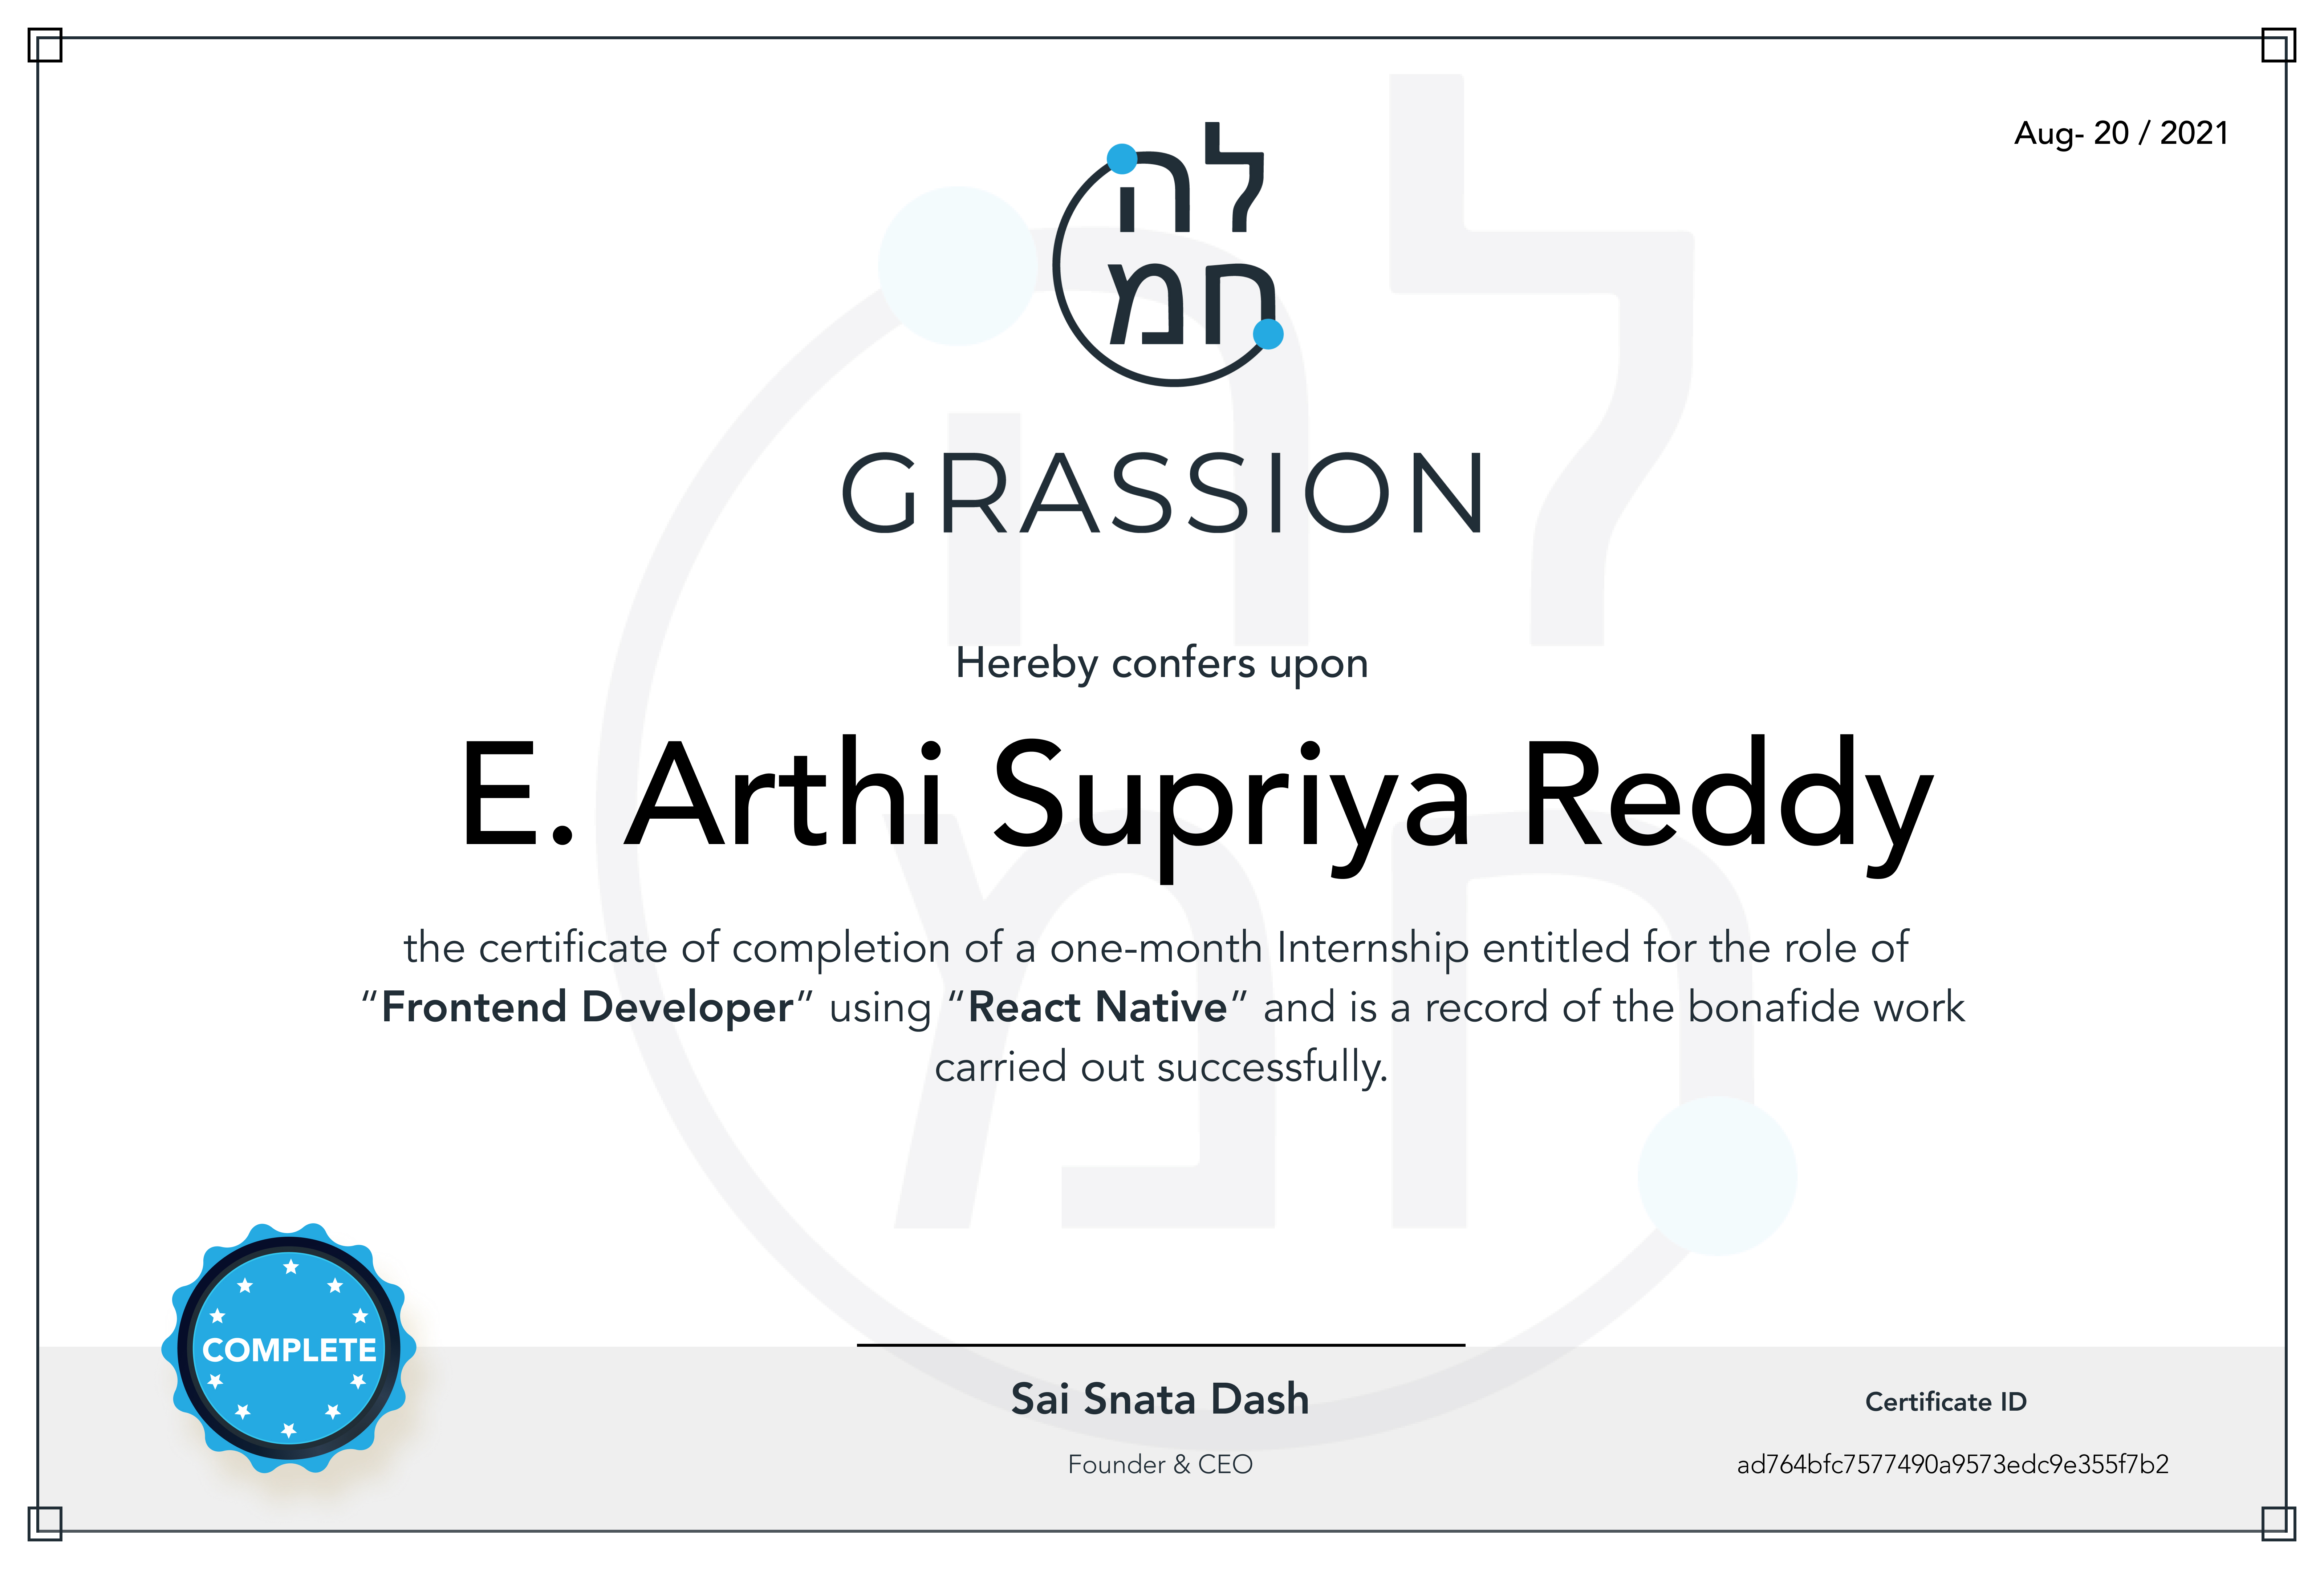 Aug- 20 / 2021
לה
חמ
GRASSION
Hereby confers upon
E. Arthi Supriya Reddy
the certificate of completion of a one-month Internship entitled for the role of
“Frontend Developer” using “React Native” and is a record of the bonafide work
carried out successfully.
COMPLETE
Sai Snata Dash
Founder & CEO
Certificate ID
ad764bfc7577490a9573edc9e355f7b2